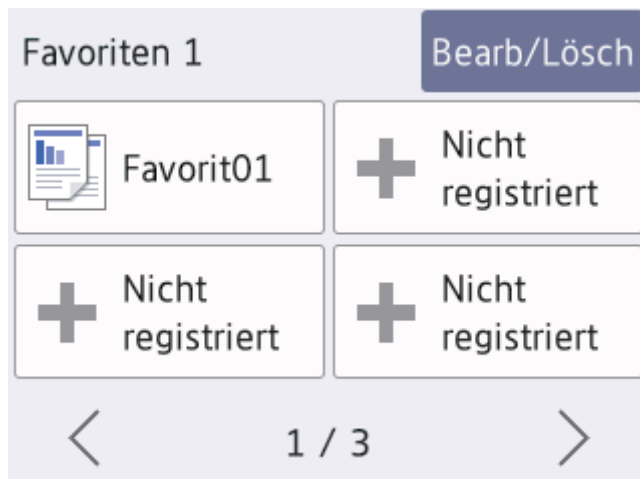 Favoriten 1
Bearb/Lösch
Favorit01
Nicht
registriert
Nicht
registriert
Nicht
registriert
1 / 3